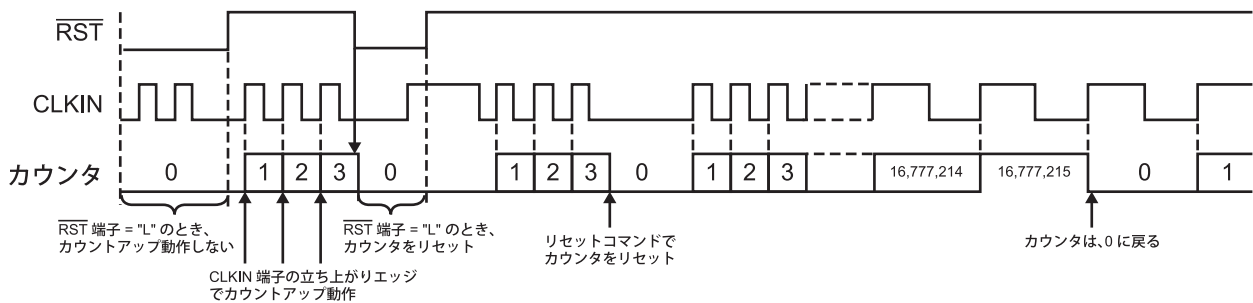 RST
CLKIN
カウンタ 0 1 2 3 0 1 2 3 0 1 2 3 16,777,214 16,777,215 0 1
RST 端子 = "L" のとき、
カウントアップ動作しない
CLKIN 端子の立ち上がりエッジ
でカウントアップ動作
RST 端子 = "L" のとき、
カウンタをリセット
リセットコマンドで
カウンタをリセット
カウンタは、0 に戻る